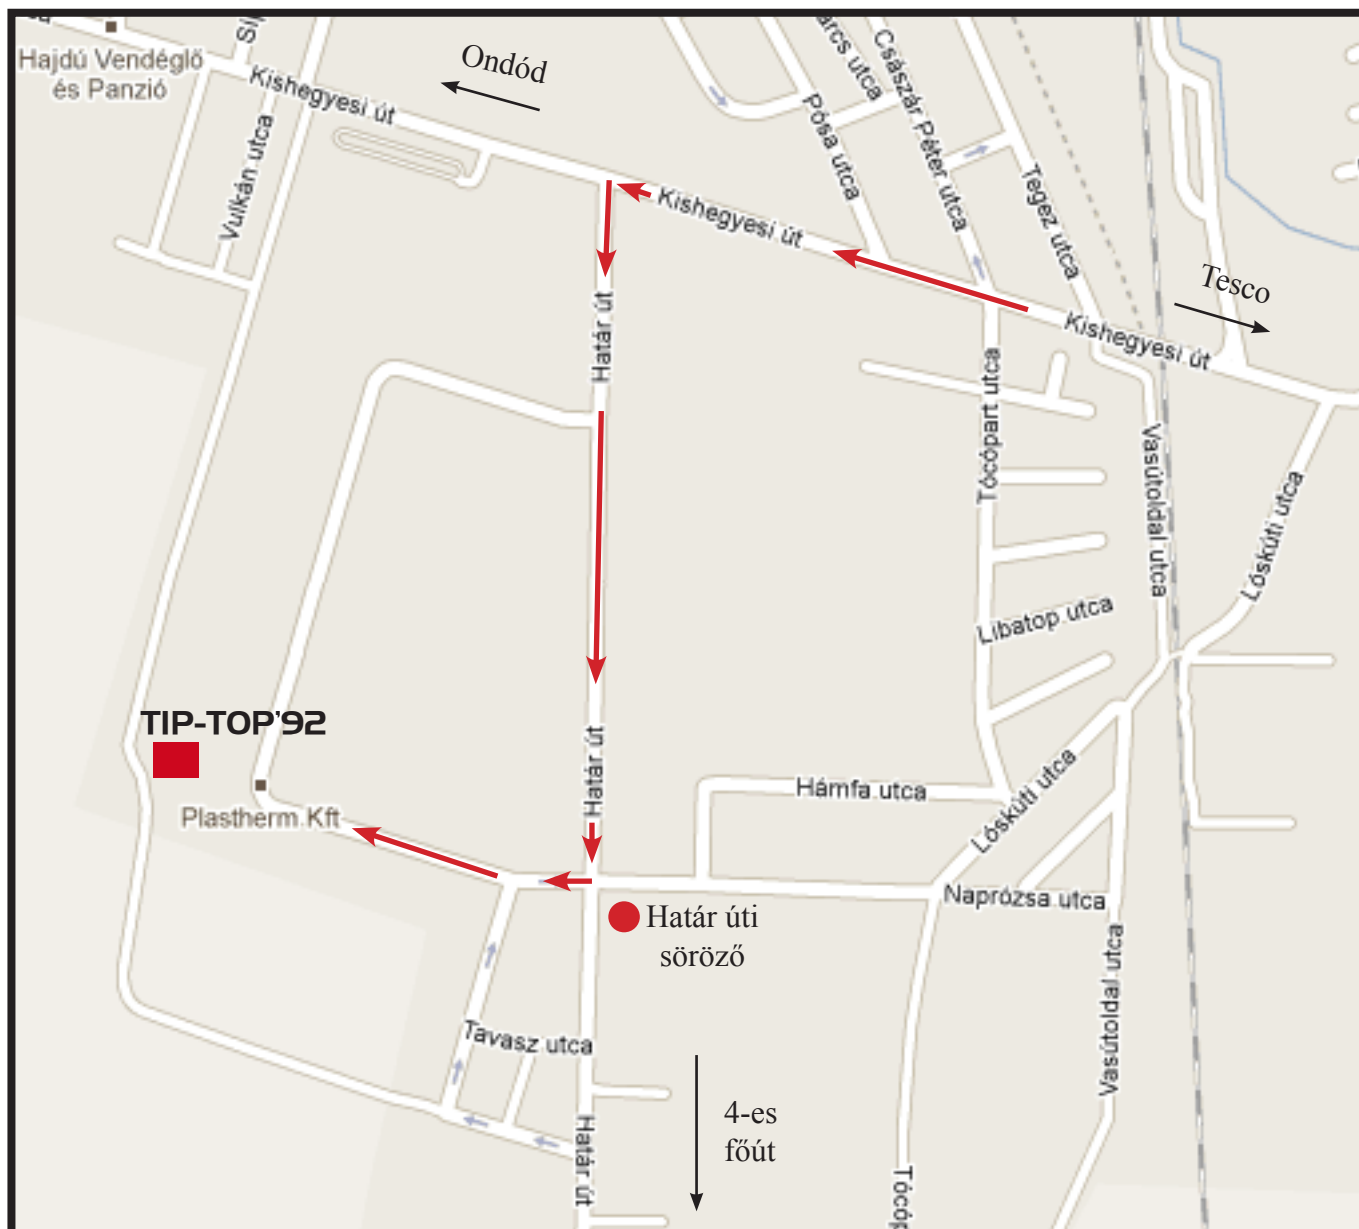 Hajdú Vendéglő
és Panzió
Kishegyesi út
Ondód
Vulkán utca
Pósa utca
Császár Péter utca
Tegez utca
Kishegyesi út
Tesco
Kishegyesi út
Határ út
Tócópart utca
Vasútoldal utca
Lóskúti utca
Libatop utca
TIP-TOP'92
Plastherm Kft
Határ út
Hámfa utca
Lóskúti utca
Naprózsa utca
Határ úti
söröző
Vasútoldal utca
Tavasz utca
4-es
főút
Határ út